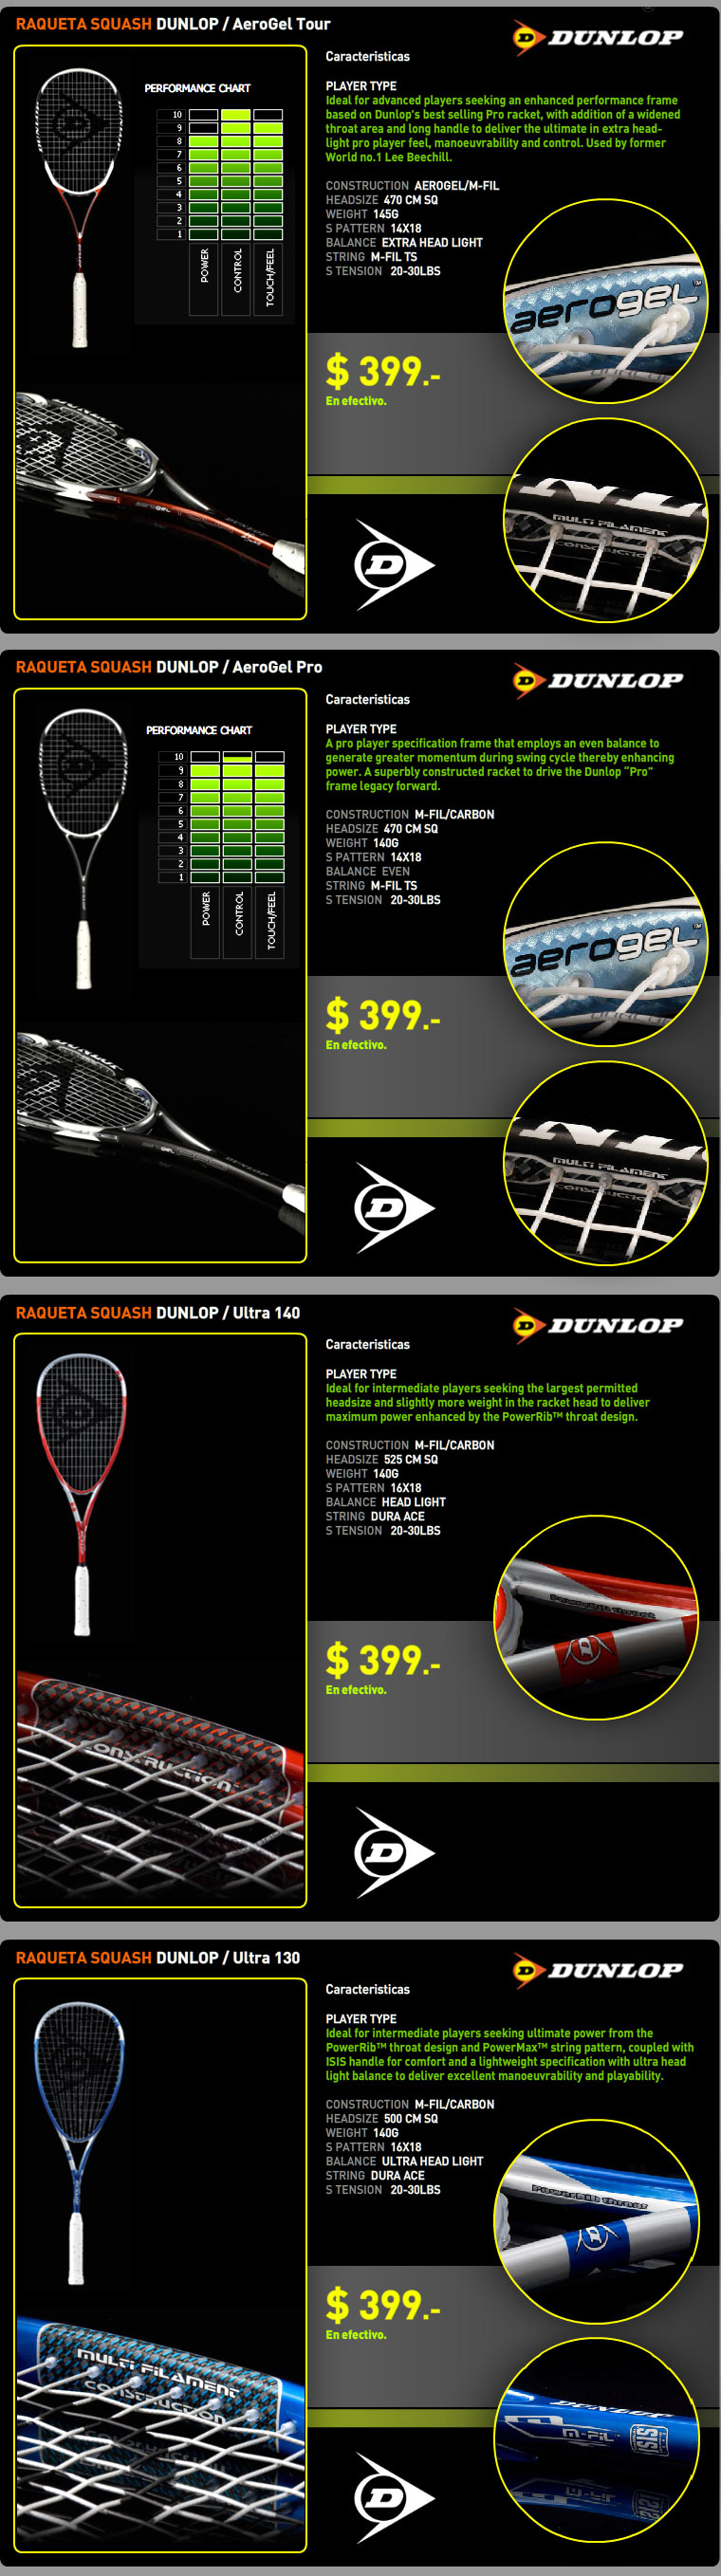 RAQUETA SQUASH DUNLOP / AeroGel Tour
DUNLOP
PERFORMANCE CHART
10
9
8
7
6
5
4
3
2
1
POWER
CONTROL
TOUCH/FEEL
Caracteristicas
PLAYER TYPE
Ideal for advanced players seeking an enhanced performance frame
based on Dunlop's best selling Pro racket, with addition of a widened
throat area and long handle to deliver the ultimate in extra head-
light pro player feel, manoeuvrability and control. Used by former
World no.1 Lee Beechill.
CONSTRUCTION AEROGEL/M-FIL
HEADSIZE 470 CM SQ
WEIGHT 145G
S PATTERN 14X18
BALANCE EXTRA HEAD LIGHT
STRING M-FIL TS
S TENSION 20-30LBS
aerogel
$ 399.-
En efectivo.
MULTI FILAMENT
CONSTRUCTION
D
RAQUETA SQUASH DUNLOP / AeroGel Pro
DUNLOP
PERFORMANCE CHART
10
9
8
7
6
5
4
3
2
1
POWER
CONTROL
TOUCH/FEEL
Caracteristicas
PLAYER TYPE
A pro player specification frame that employs an even balance to
generate greater momentum during swing cycle thereby enhancing
power. A superbly constructed racket to drive the Dunlop "Pro"
frame legacy forward.
CONSTRUCTION M-FIL/CARBON
HEADSIZE 470 CM SQ
WEIGHT 140G
S PATTERN 14X18
BALANCE EVEN
STRING M-FIL TS
S TENSION 20-30LBS
aerogel
$ 399.-
En efectivo.
DUNLOP
MULTI FILAMENT
CONSTRUCTION
D
RAQUETA SQUASH DUNLOP / Ultra 140
DUNLOP
Caracteristicas
PLAYER TYPE
Ideal for intermediate players seeking the largest permitted
headsize and slightly more weight in the racket head to deliver
maximum power enhanced by the PowerRib™ throat design.
CONSTRUCTION M-FIL/CARBON
HEADSIZE 525 CM SQ
WEIGHT 140G
S PATTERN 16X18
BALANCE HEAD LIGHT
STRING DURA ACE
S TENSION 20-30LBS
PowerRib Throat
$ 399.-
En efectivo.
CONSTRUCTION
D
RAQUETA SQUASH DUNLOP / Ultra 130
DUNLOP
Caracteristicas
PLAYER TYPE
Ideal for intermediate players seeking ultimate power from the
PowerRib™ throat design and PowerMax™ string pattern, coupled with
ISIS handle for comfort and a lightweight specification with ultra head
light balance to deliver excellent manoeuvrability and playability.
CONSTRUCTION M-FIL/CARBON
HEADSIZE 500 CM SQ
WEIGHT 140G
S PATTERN 16X18
BALANCE ULTRA HEAD LIGHT
STRING DURA ACE
S TENSION 20-30LBS
PowerRib Throat
$ 399.-
En efectivo.
MULTI FILAMENT
CONSTRUCTION
DUNLOP
M-FIL
ISIS
D